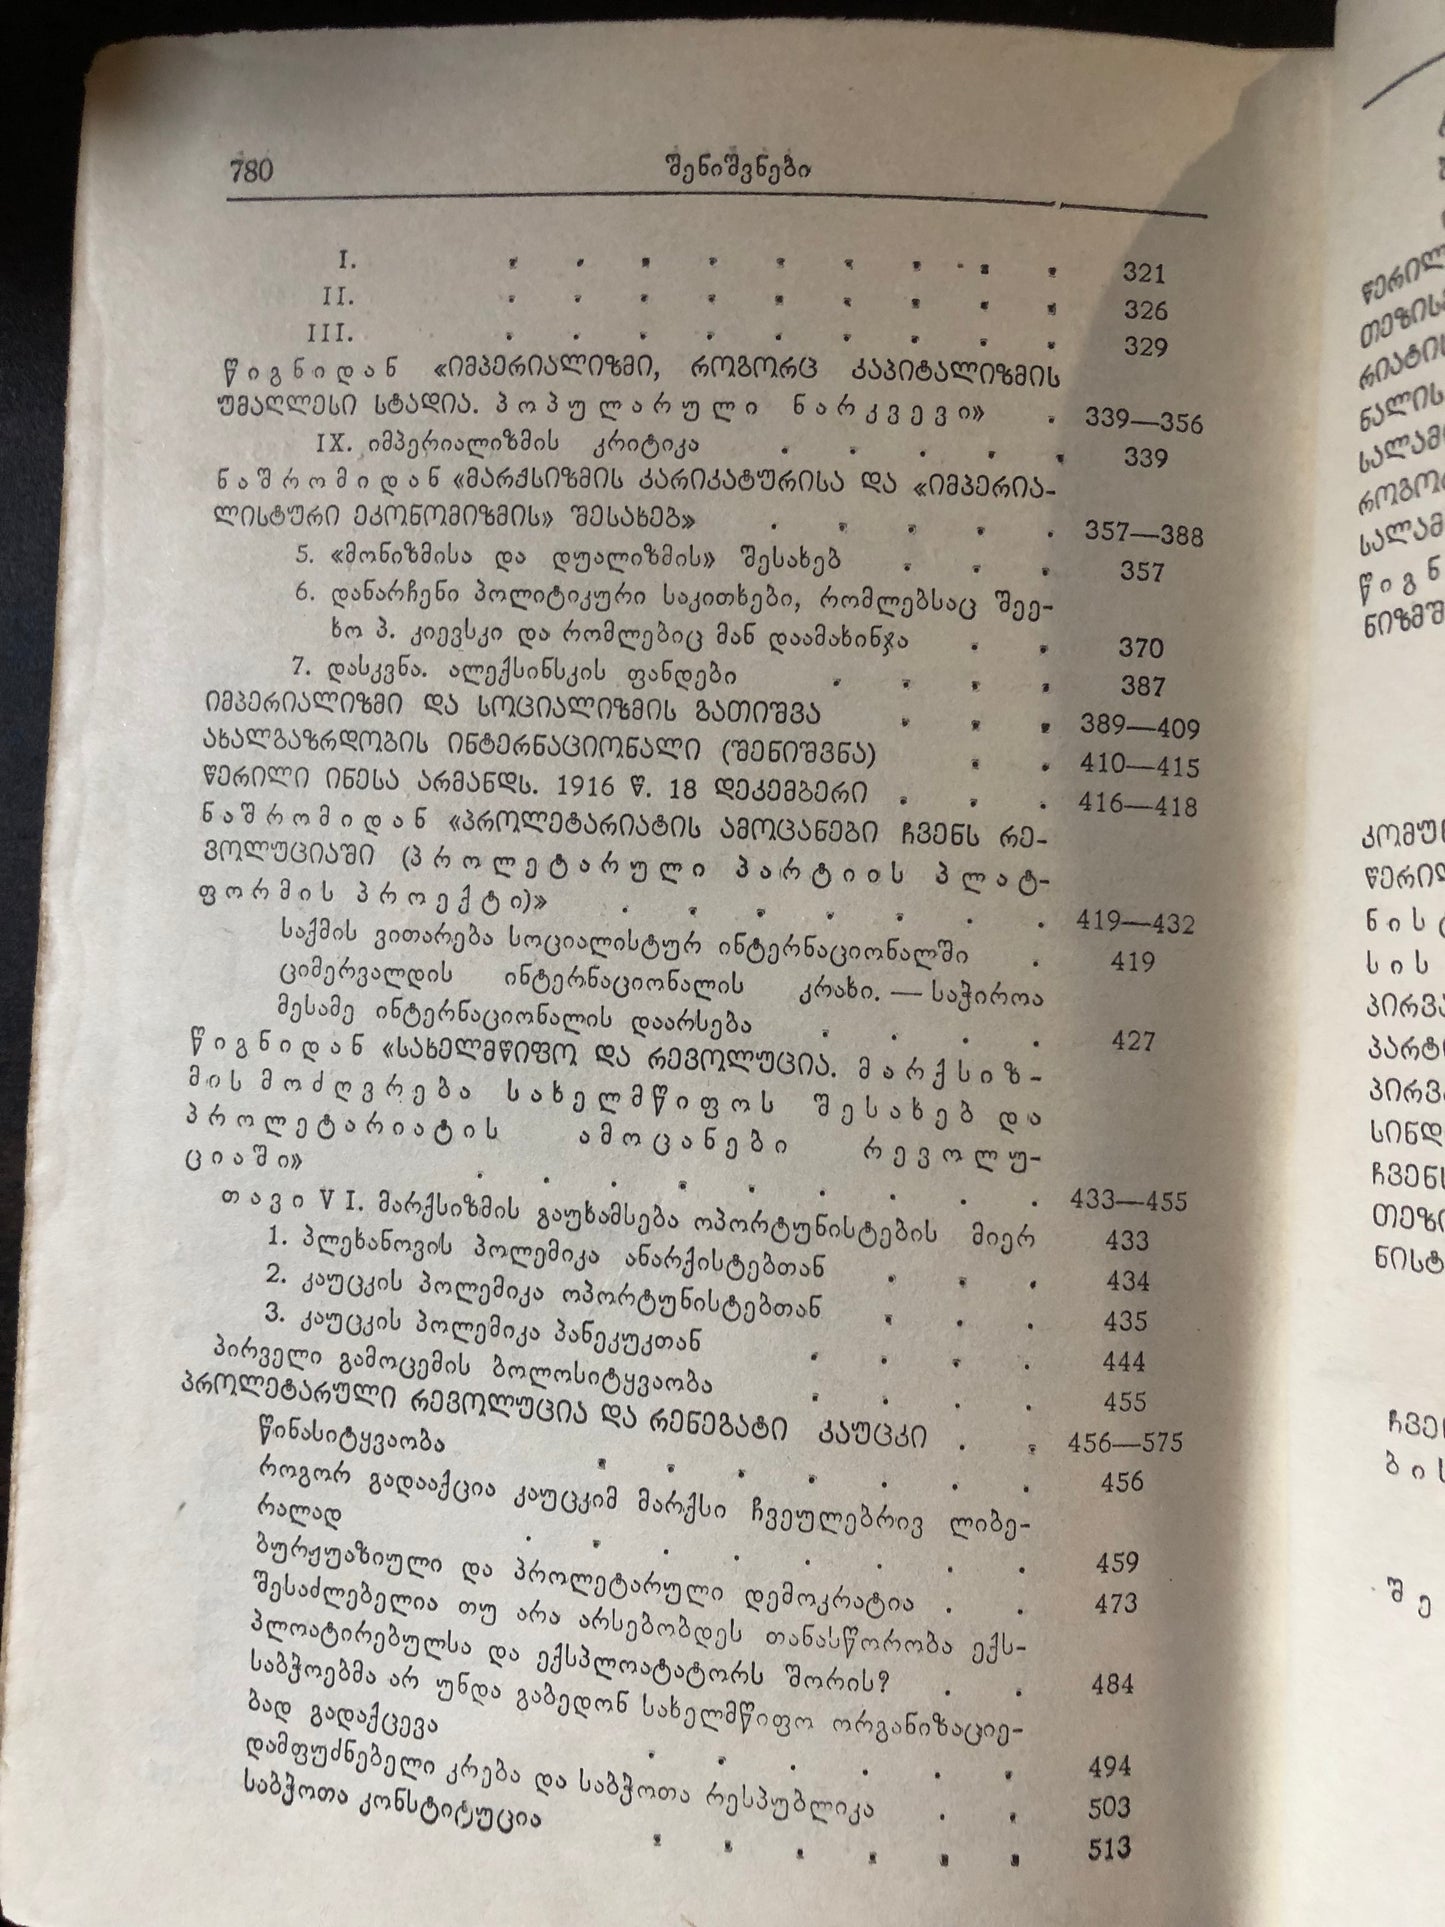 780 შენიშვნები
I. . . . . . . . . . 321
II. . . . . . . . . . 326
III. . . . . . . . . . 329
წიგნიდან «იმპერიალიზმი, როგორც კაპიტალიზმის
უმაღლესი სტადია. პოპულარული ნარკვევი» . 339—356
IX. იმპერიალიზმის კრიტიკა . . . . . 339
ნაშრომიდან «მარქსიზმის კარიკატურისა და «იმპერია-
ლისტური ეკონომიზმის» შესახებ» . . . . . 357—388
5. «მონიზმისა და დუალიზმის» შესახებ . . . 357
6. დანარჩენი პოლიტიკური საკითხები, რომლებსაც შეე-
ხო პ. კიევსკი და რომლებიც მან დაამახინჯა . . 370
7. დასკვნა. ალექსინსკის ფანდები . . . . 387
იმპერიალიზმი და სოციალიზმის გათიშვა . . . 389—409
ახალგაზრდობის ინტერნაციონალი (შენიშვნა) . . 410—415
წერილი ინესა არმანდს. 1916 წ. 18 დეკემბერი . . . 416—418
ნაშრომიდან «პროლეტარიატის ამოცანები ჩვენს რე-
ვოლუციაში (პროლეტარული პარტიის პლატ-
ფორმის პროექტი)» . . . . . . . 419—432
საქმის ვითარება სოციალისტურ ინტერნაციონალში . 419
ციმერვალდის ინტერნაციონალის კრახი. — საჭიროა
მესამე ინტერნაციონალის დაარსება . . . . 427
წიგნიდან «სახელმწიფო და რევოლუცია. მარქსიზ-
მის მოძღვრება სახელმწიფოს შესახებ და
პროლეტარიატის ამოცანები რევოლუ-
ციაში» . . . . . . . . . 433—455
თავი VI. მარქსიზმის გაუხამსება ოპორტუნისტების მიერ 433
1. პლეხანოვის პოლემიკა ანარქისტებთან . . . 434
2. კაუცკის პოლემიკა ოპორტუნისტებთან . . . 435
3. კაუცკის პოლემიკა პანეკუკთან . . . . 444
პირველი გამოცემის ბოლოსიტყვაობა . . . . 455
პროლეტარული რევოლუცია და რენეგატი კაუცკი . . 456—575
წინასიტყვაობა . . . . . . . 456
როგორ გადააქცია კაუცკიმ მარქსი ჩვეულებრივ ლიბე-
რალად . . . . . . . . 459
ბურჟუაზიული და პროლეტარული დემოკრატია . . 473
შესაძლებელია თუ არა არსებობდეს თანასწორობა ექს-
პლოატირებულსა და ექსპლოატატორს შორის? . . 484
საბჭოებმა არ უნდა გაბედონ სახელმწიფო ორგანიზაციე-
ბად გადაქცევა . . . . . . 494
დამფუძნებელი კრება და საბჭოთა რესპუბლიკა . . 503
საბჭოთა კონსტიტუცია . . . . . . 513